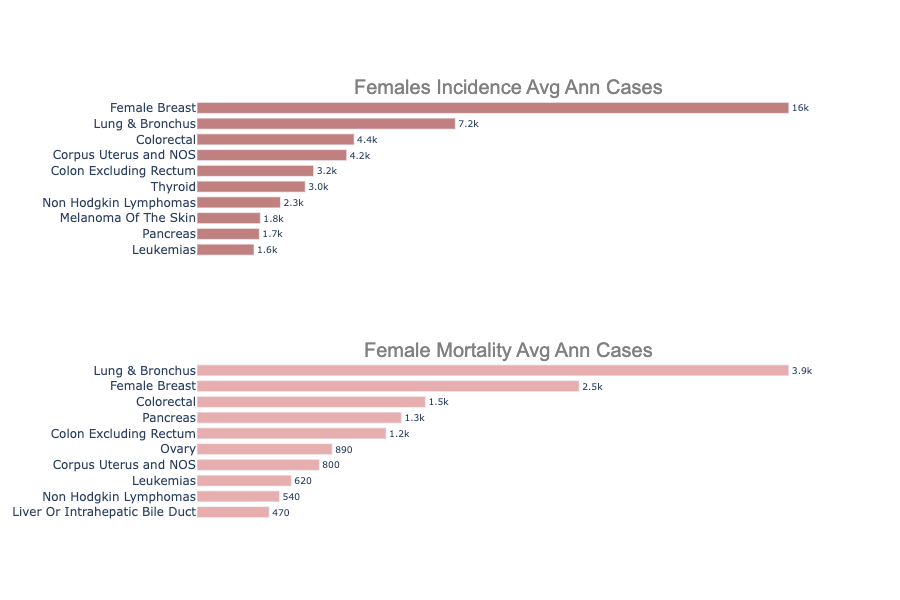 Females Incidence Avg Ann Cases
Female Breast 16k
Lung & Bronchus 7.2k
Colorectal 4.4k
Corpus Uterus and NOS 4.2k
Colon Excluding Rectum 3.2k
Thyroid 3.0k
Non Hodgkin Lymphomas 2.3k
Melanoma Of The Skin 1.8k
Pancreas 1.7k
Leukemias 1.6k
Female Mortality Avg Ann Cases
Lung & Bronchus 3.9k
Female Breast 2.5k
Colorectal 1.5k
Pancreas 1.3k
Colon Excluding Rectum 1.2k
Ovary 890
Corpus Uterus and NOS 800
Leukemias 620
Non Hodgkin Lymphomas 540
Liver Or Intrahepatic Bile Duct 470